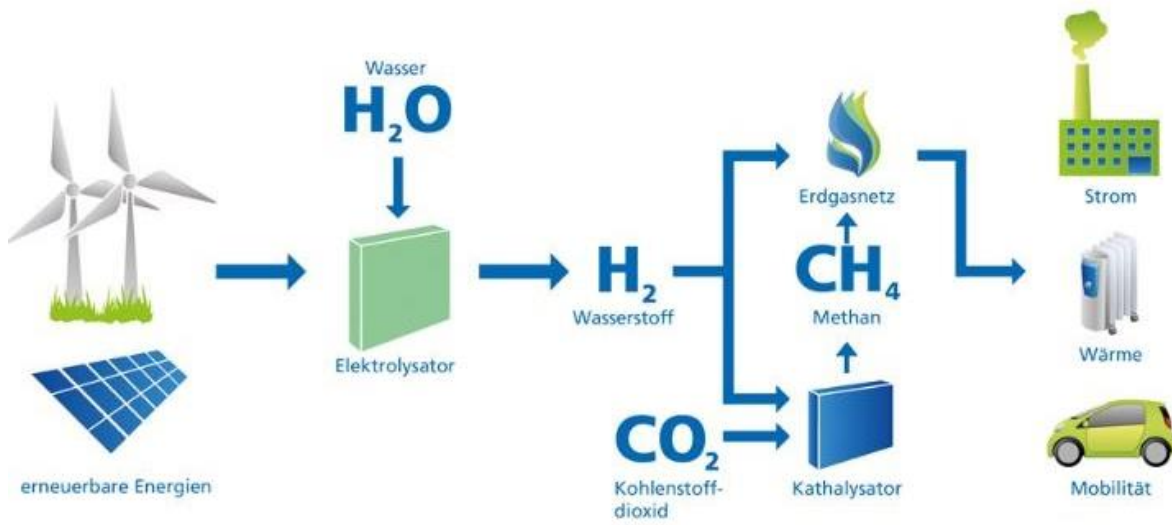 Wasser
H₂O
Elektrolysator
erneuerbare Energien
H₂
Wasserstoff
CO₂
Kohlenstoff-
dioxid
Erdgasnetz
CH₄
Methan
Kathalysator
Strom
Wärme
Mobilität